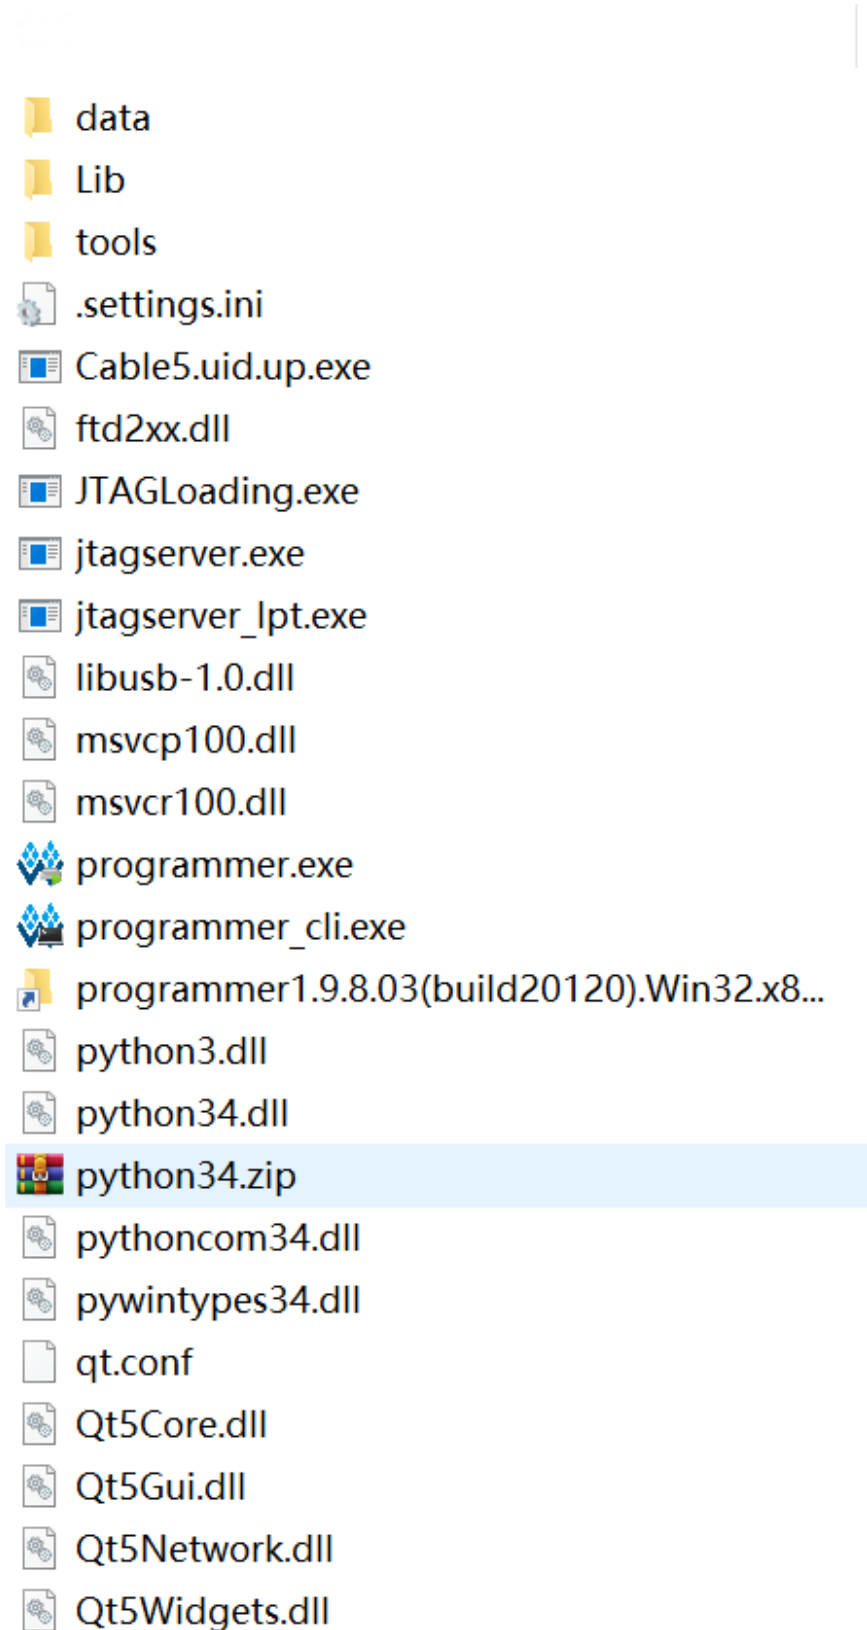 data
Lib
tools
.settings.ini
Cable5.uid.up.exe
ftd2xx.dll
JTAGLoading.exe
jtagserver.exe
jtagserver_lpt.exe
libusb-1.0.dll
msvcp100.dll
msvcr100.dll
programmer.exe
programmer_cli.exe
programmer1.9.8.03(build20120).Win32.x8...
python3.dll
python34.dll
python34.zip
pythoncom34.dll
pywintypes34.dll
qt.conf
Qt5Core.dll
Qt5Gui.dll
Qt5Network.dll
Qt5Widgets.dll